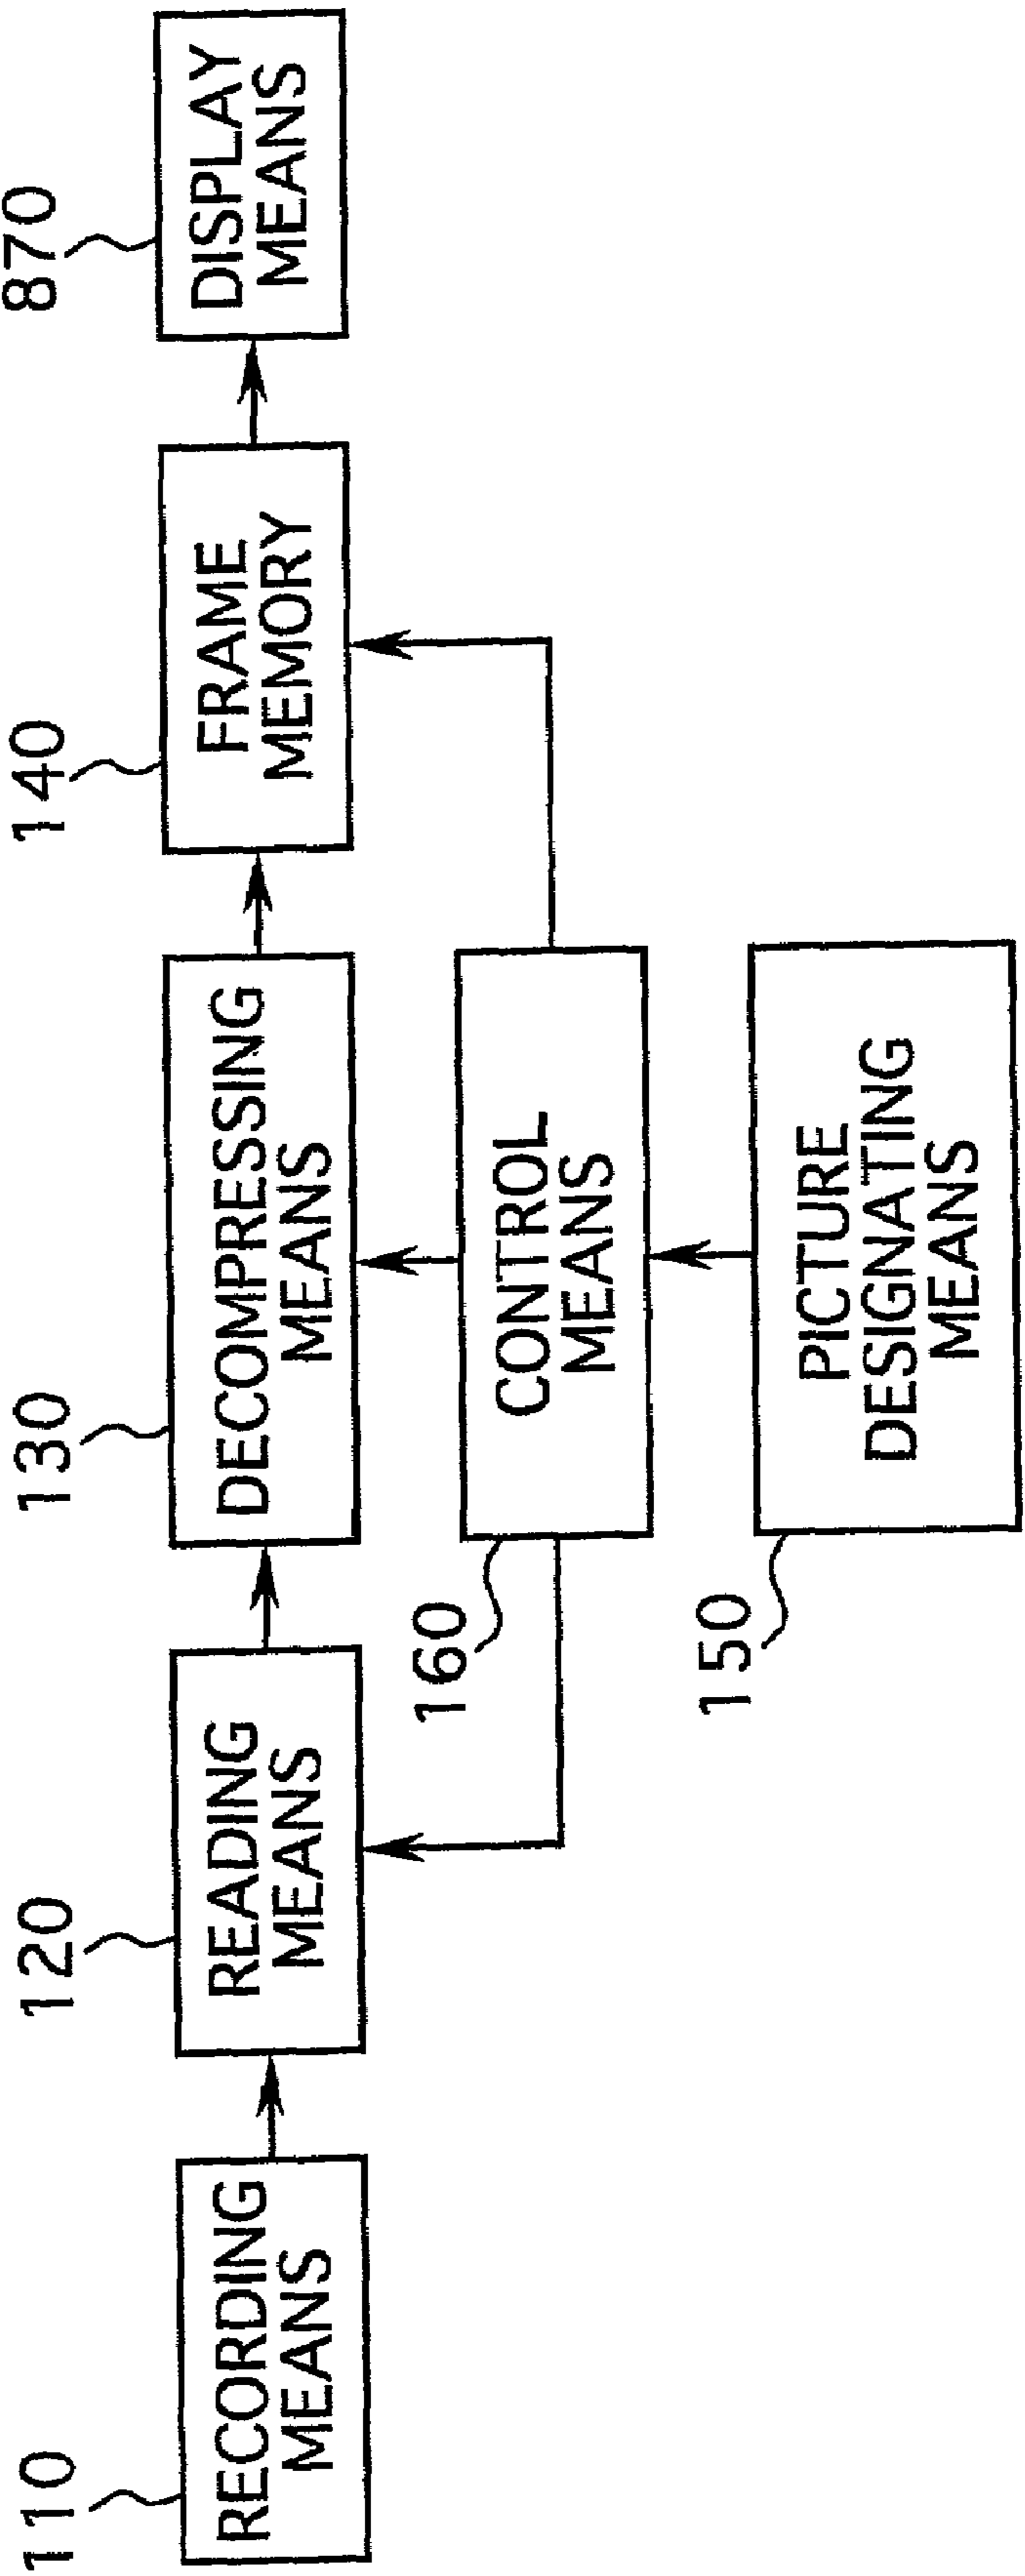 110
RECORDING
MEANS
120
READING
MEANS
130
DECOMPRESSING
MEANS
140
FRAME
MEMORY
870
DISPLAY
MEANS
160
CONTROL
MEANS
150
PICTURE
DESIGNATING
MEANS